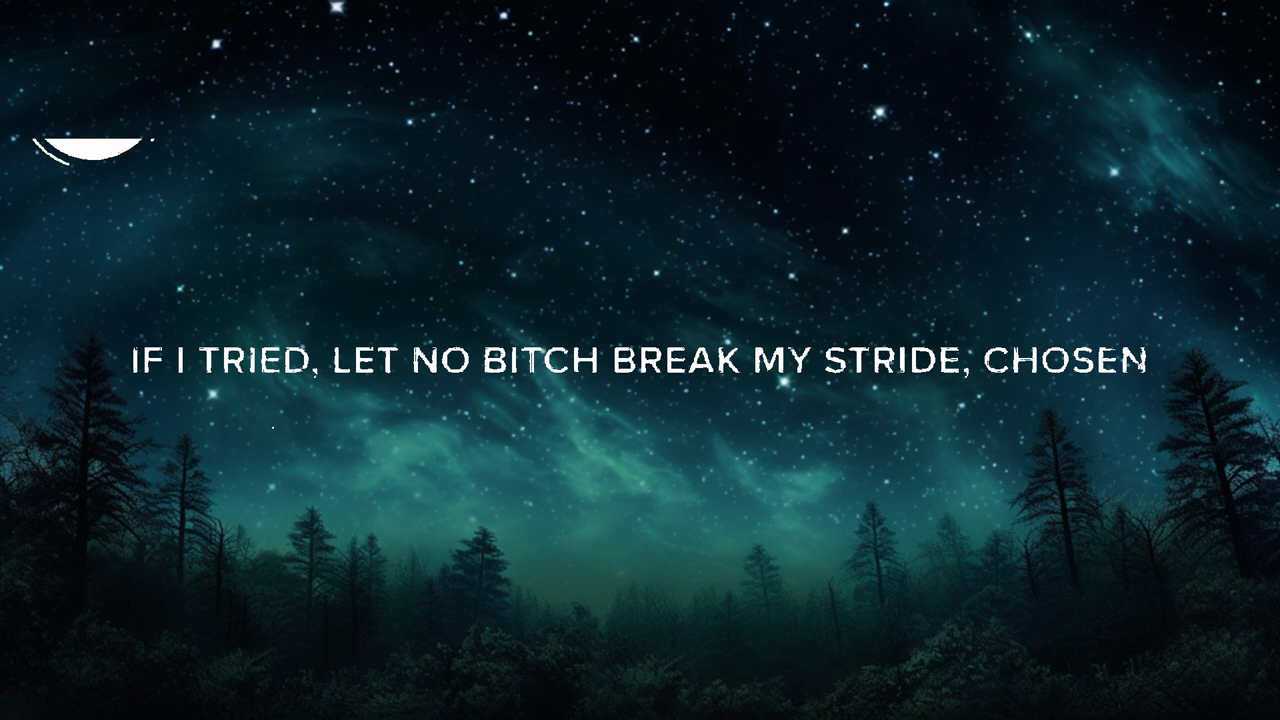 IF I TRIED, LET NO BITCH BREAK MY STRIDE, CHOSEN